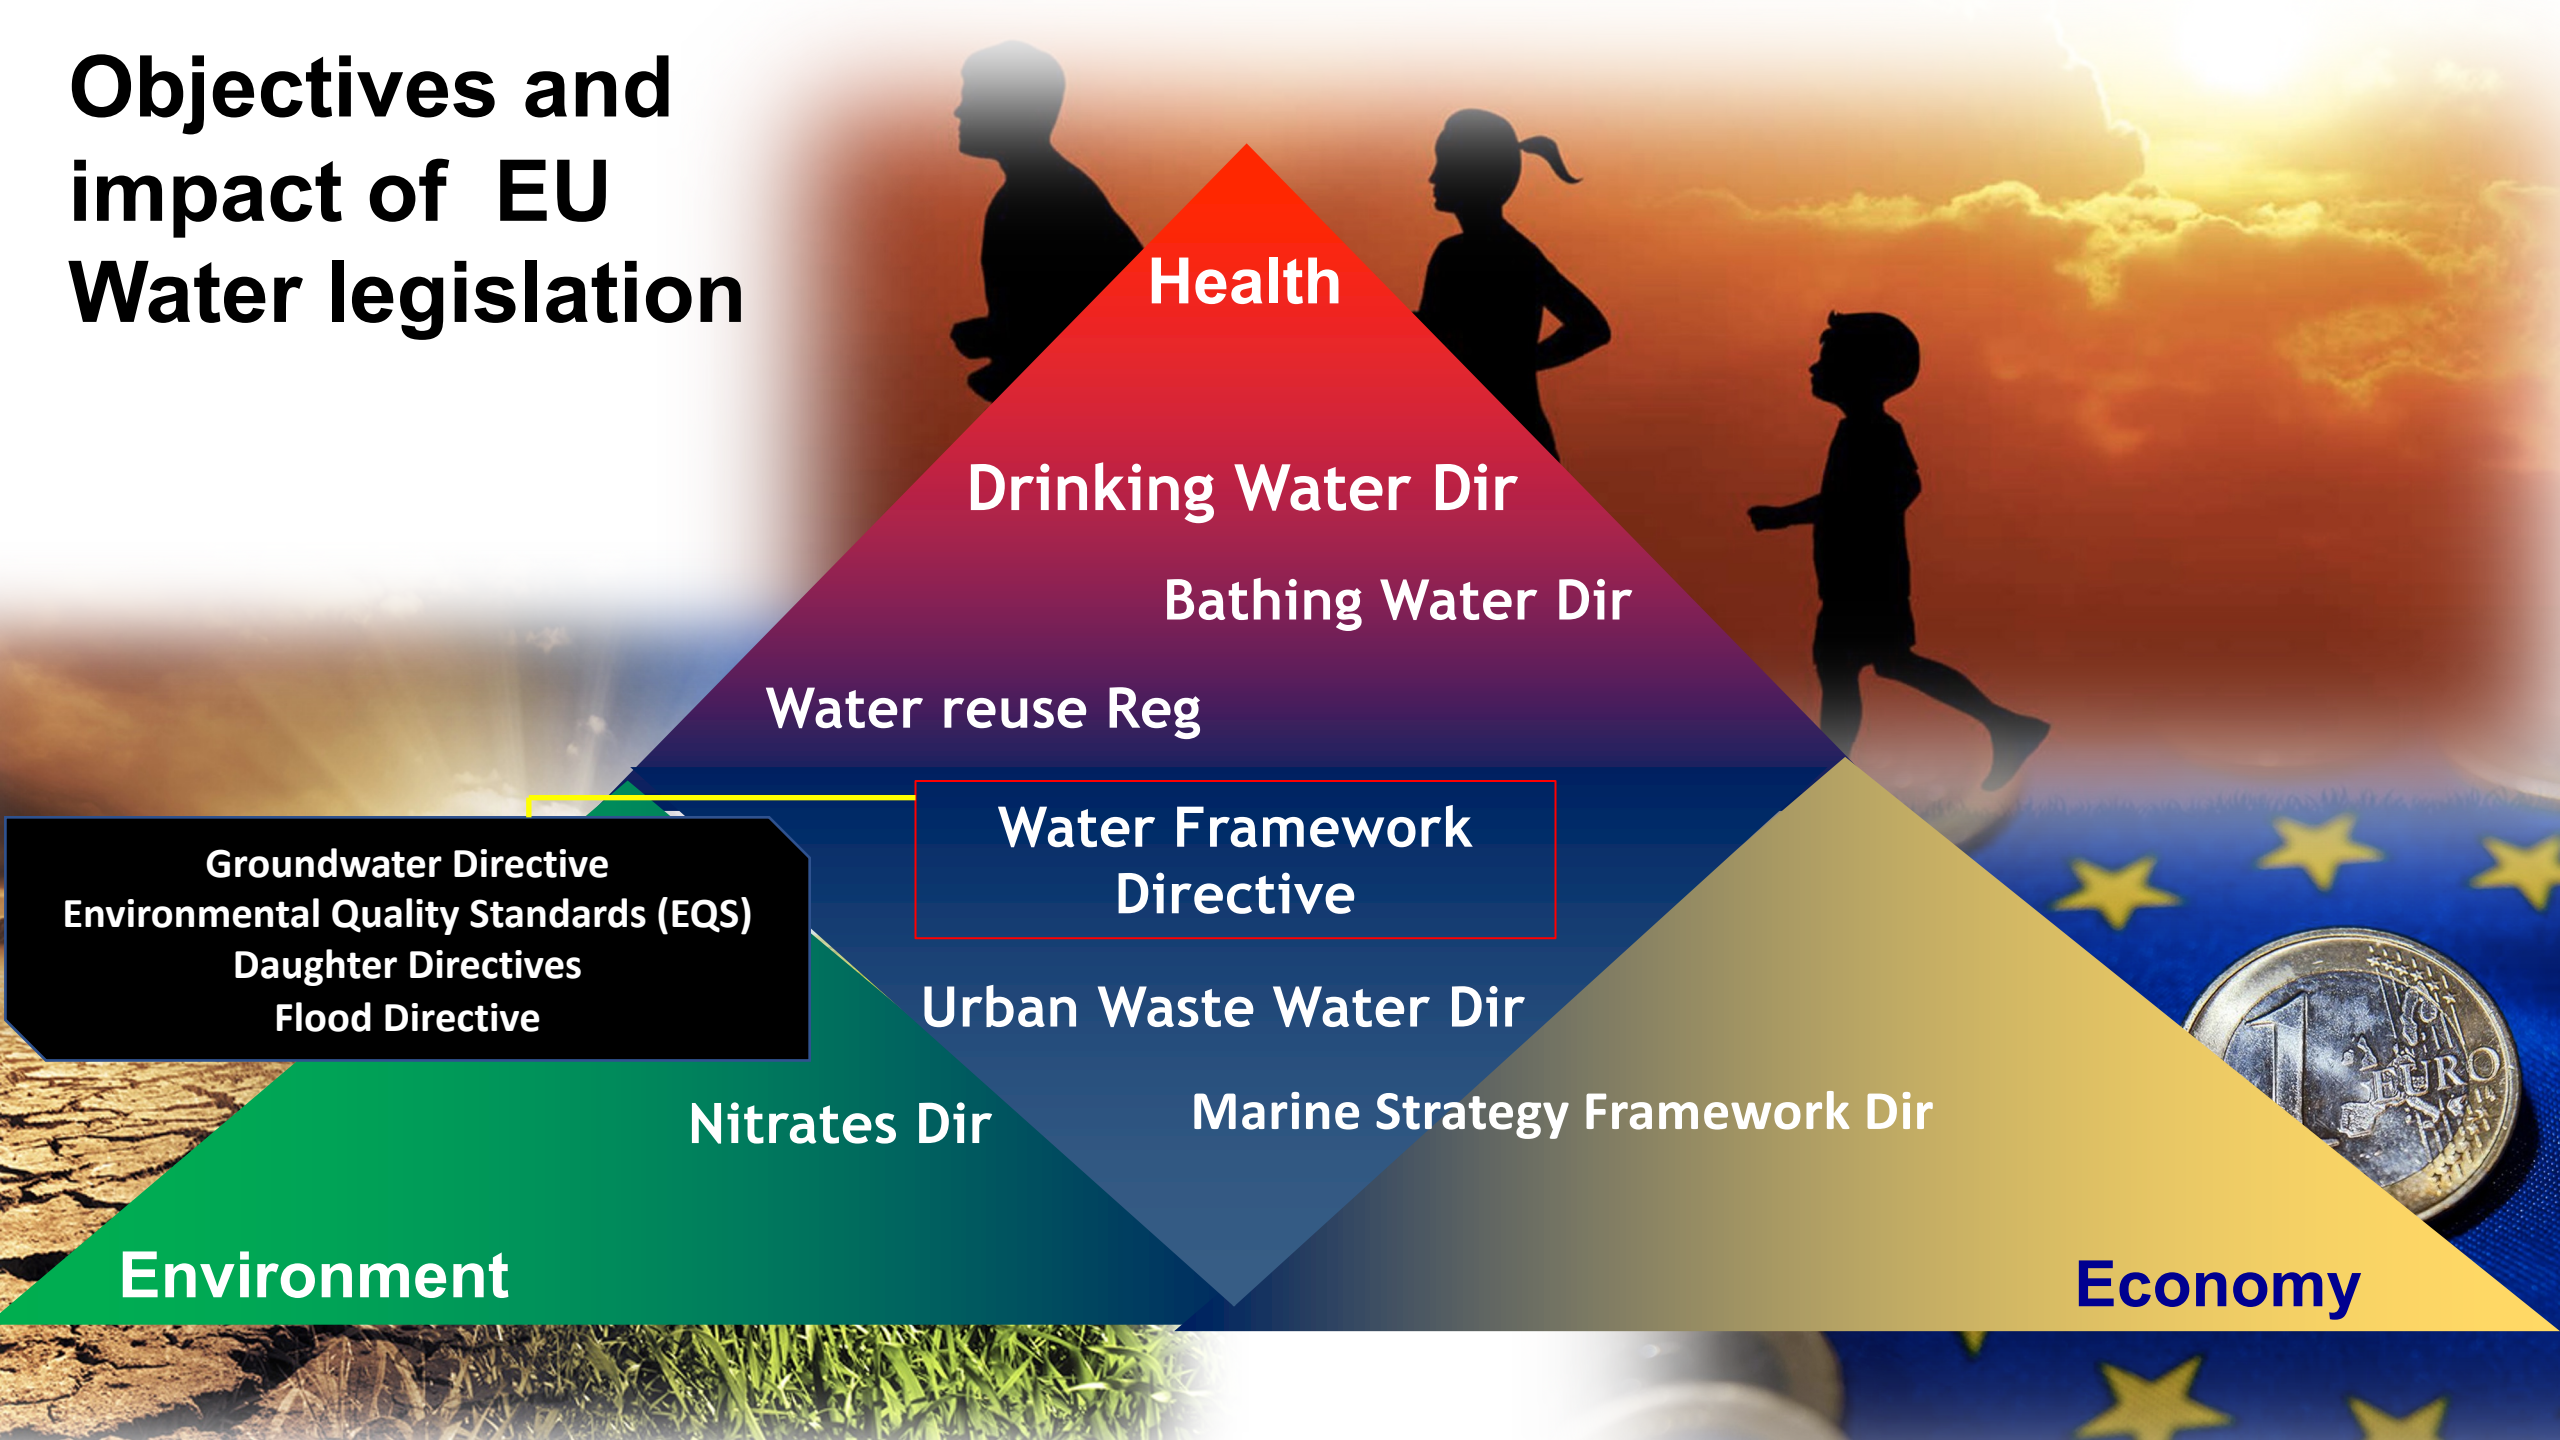 Objectives and
impact of  EU
Water legislation
Health
Drinking Water Dir
Bathing Water Dir
Water reuse Reg
Water Framework
Directive
Groundwater Directive
Environmental Quality Standards (EQS)
Daughter Directives
Flood Directive
Urban Waste Water Dir
Nitrates Dir
Marine Strategy Framework Dir
Environment
Economy
1
EURO